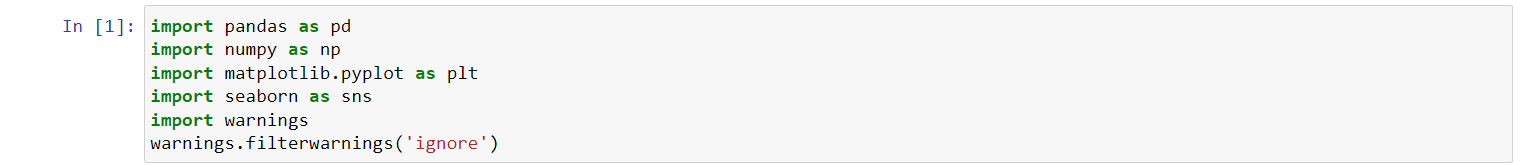 In [1]: import pandas as pd
import numpy as np
import matplotlib.pyplot as plt
import seaborn as sns
import warnings
warnings.filterwarnings('ignore')